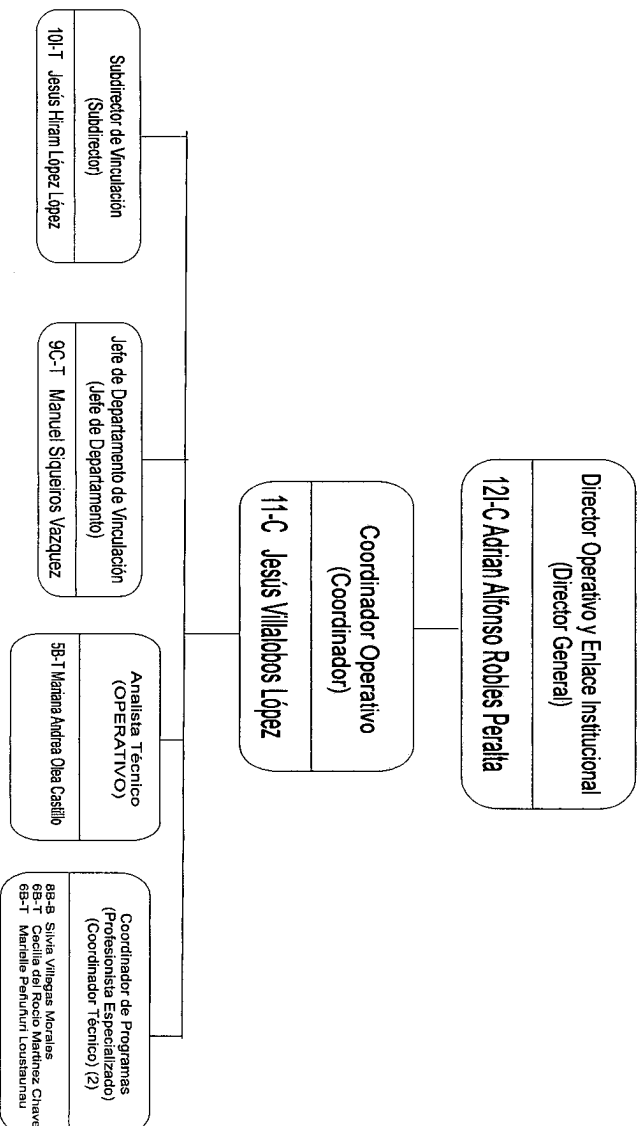 Director Operativo y Enlace Institucional
(Director General)
12I-C Adrian Alfonso Robles Peralta
Coordinador Operativo
(Coordinador)
11-C Jesús Villalobos López
Subdirector de Vinculación
(Subdirector)
10I-T Jesús Hiram López López
Jefe de Departamento de Vinculación
(Jefe de Departamento)
9C-T Manuel Siqueiros Vazquez
Analista Técnico
(OPERATIVO)
5B-T Mariana Andrea Olea Castillo
Coordinador de Programas
(Profesionista Especializado)
(Coordinador Técnico) (2)
8B-B Silvia Villegas Morales
6B-T Cecilia del Rocio Martinez Chave
6B-T Marielle Peñuñuri Loustaunau